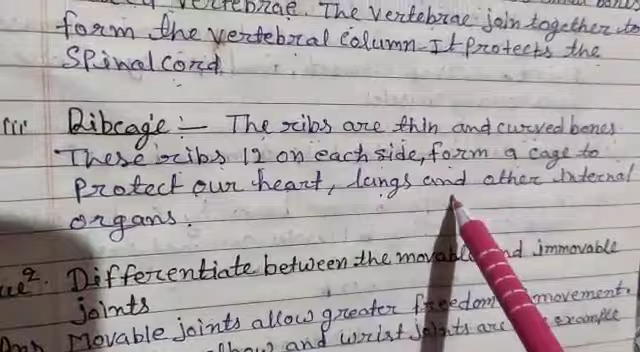 vertebrae. The vertebrae join together to
form the vertebral column - It protects the
Spinal cord
iii Ribcage :- The ribs are thin and curved bones
These ribs 12 on each side, form a cage to
Protect our heart, lungs and other internal
organs.
Que2. Differentiate between the movable and immovable
joints
Ans Movable joints allow greater freedom movement.
and wrist joints are example